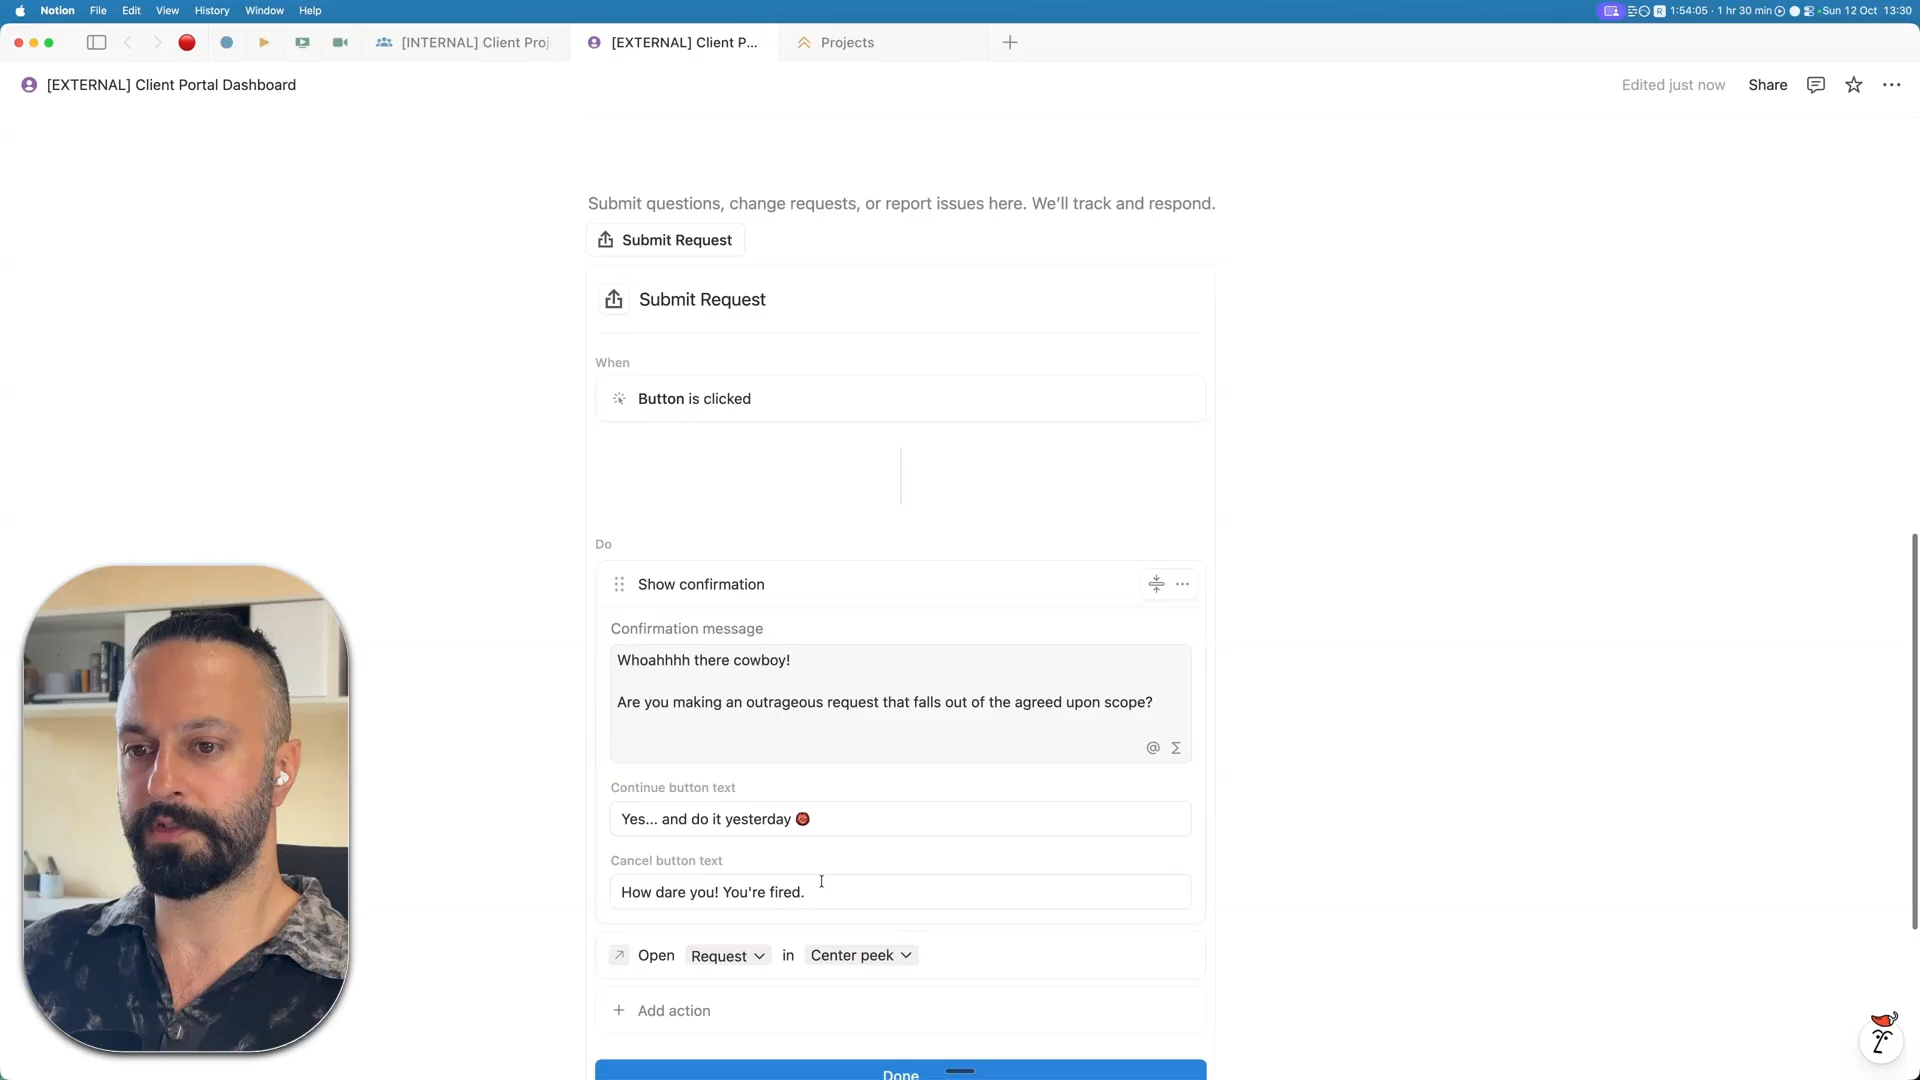 Notion File Edit View History Window Help
1:54:05 · 1 hr 30 min Sun 12 Oct 13:30
[INTERNAL] Client Proj
[EXTERNAL] Client P...
Projects
[EXTERNAL] Client Portal Dashboard
Edited just now Share
Submit questions, change requests, or report issues here. We’ll track and respond.
Submit Request
Submit Request
When
Button is clicked
Do
Show confirmation
Confirmation message
Whoahhhh there cowboy!
Are you making an outrageous request that falls out of the agreed upon scope?
@ Σ
Continue button text
Yes... and do it yesterday
Cancel button text
How dare you! You're fired.
Open Request in Center peek
Add action
Done